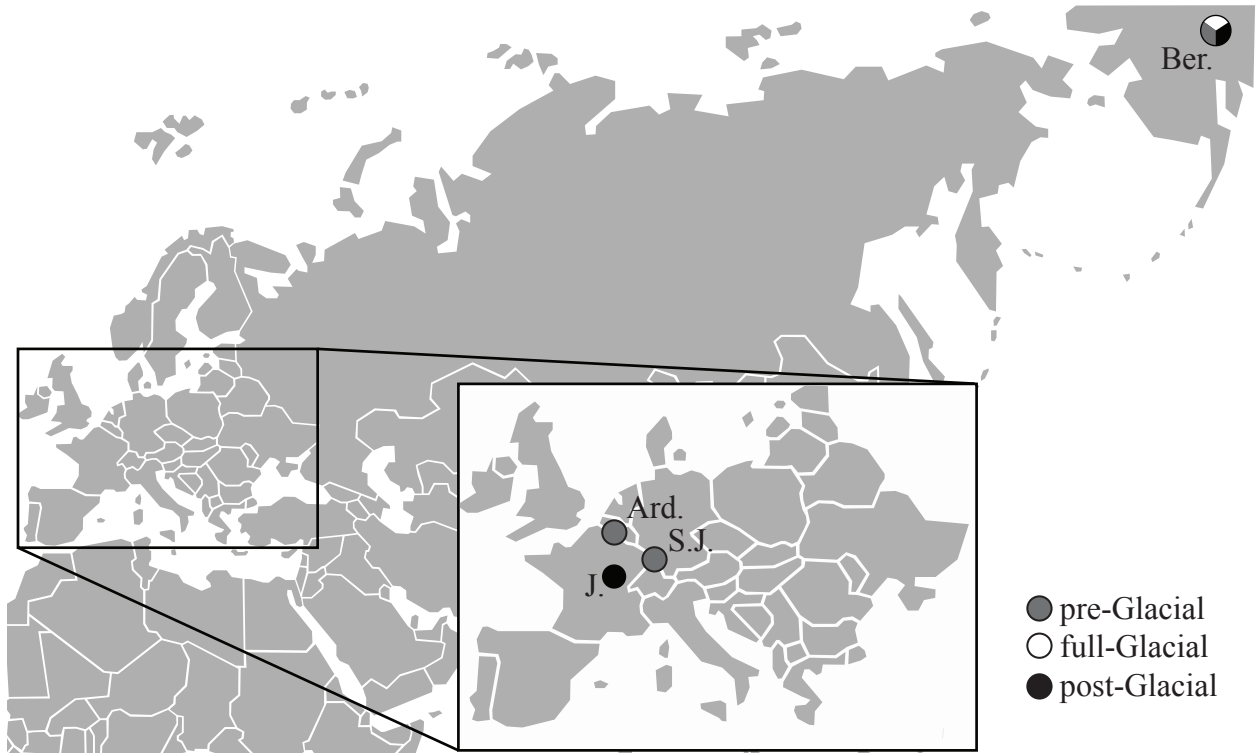 Ber.
Ard.
S.J.
J.
pre-Glacial
full-Glacial
post-Glacial